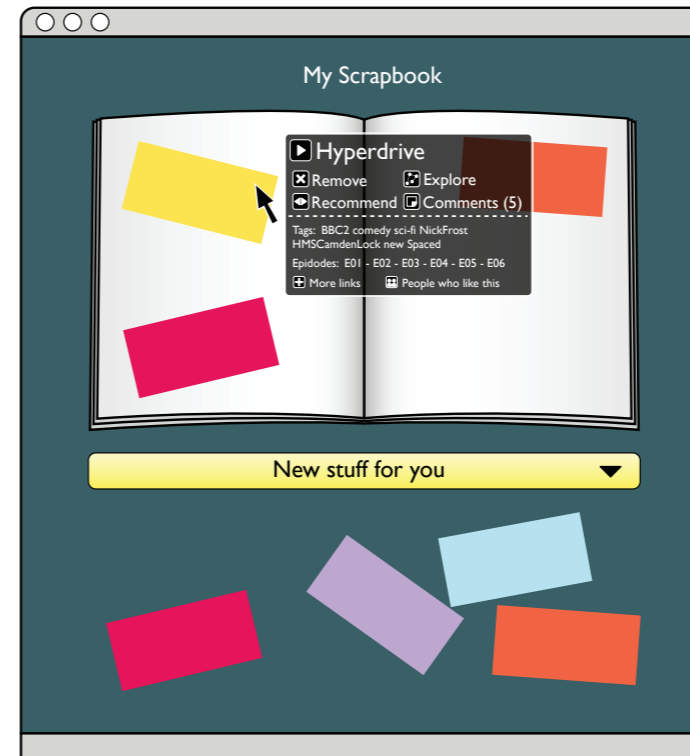 My Scrapbook
Hyperdrive
Remove Explore
Recommend Comments (5)
Tags: BBC2 comedy sci-fi NickFrost
HMSCamdenLock new Spaced
Epidodes: E01 - E02 - E03 - E04 - E05 - E06
More links People who like this
New stuff for you